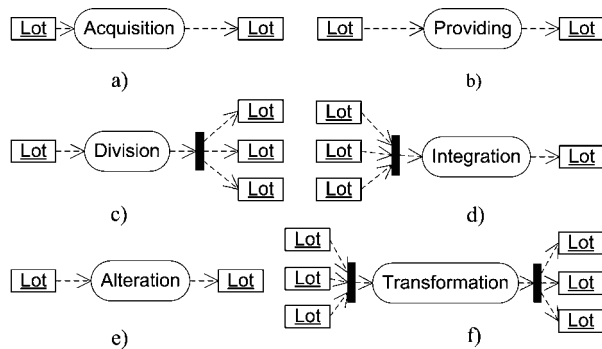 Lot Acquisition Lot
a)
Lot Providing Lot
b)
Lot Division Lot
Lot
Lot
c)
Lot
Lot Integration Lot
Lot
d)
Lot Alteration Lot
e)
Lot Lot
Lot Transformation Lot
Lot Lot
f)